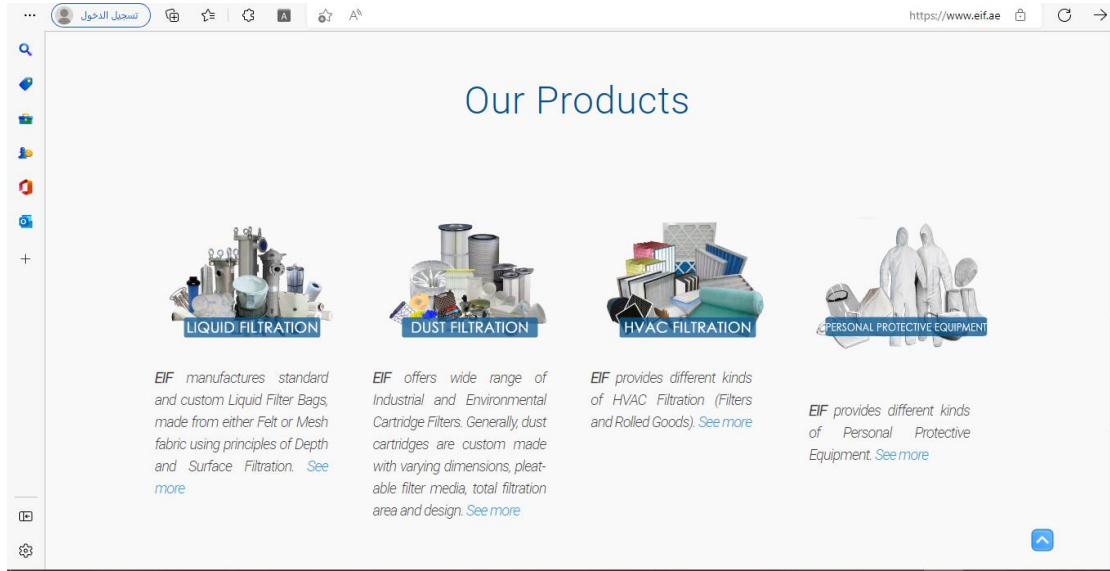 تسجيل الدخول
https://www.eif.ae
Our Products
LIQUID FILTRATION
EIF manufactures standard
and custom Liquid Filter Bags,
made from either Felt or Mesh
fabric using principles of Depth
and Surface Filtration. See
more
DUST FILTRATION
EIF offers wide range of
Industrial and Environmental
Cartridge Filters. Generally, dust
cartridges are custom made
with varying dimensions, pleat-
able filter media, total filtration
area and design. See more
HVAC FILTRATION
EIF provides different kinds
of HVAC Filtration (Filters
and Rolled Goods). See more
PERSONAL PROTECTIVE EQUIPMENT
EIF provides different kinds
of Personal Protective
Equipment. See more